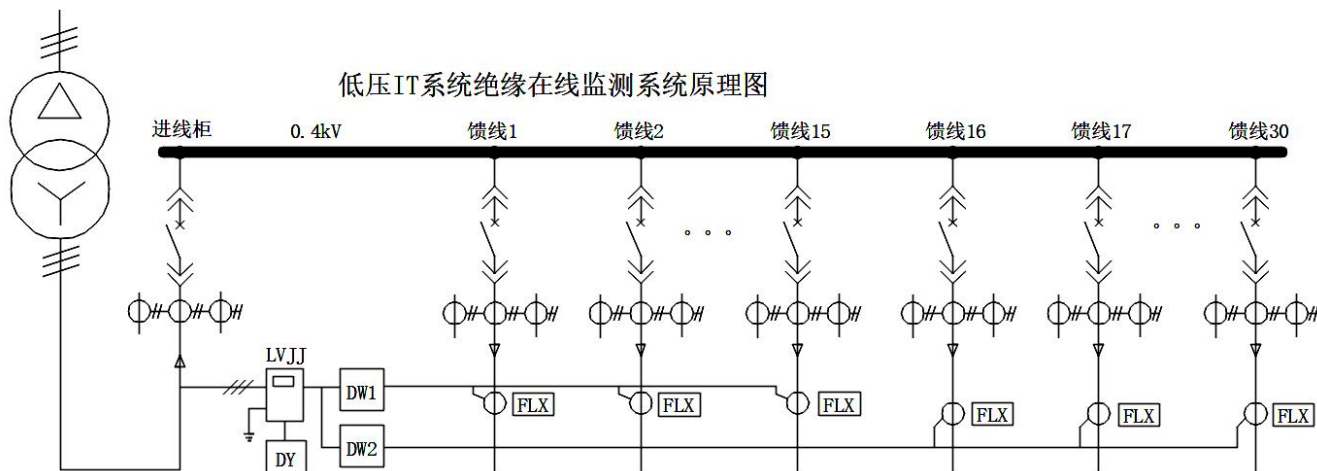 低压IT系统绝缘在线监测系统原理图
进线柜 0.4kV 馈线1 馈线2 馈线15 馈线16 馈线17 馈线30
LVJJ
DW1 FLX FLX FLX
FLX FLX FLX
DY DW2